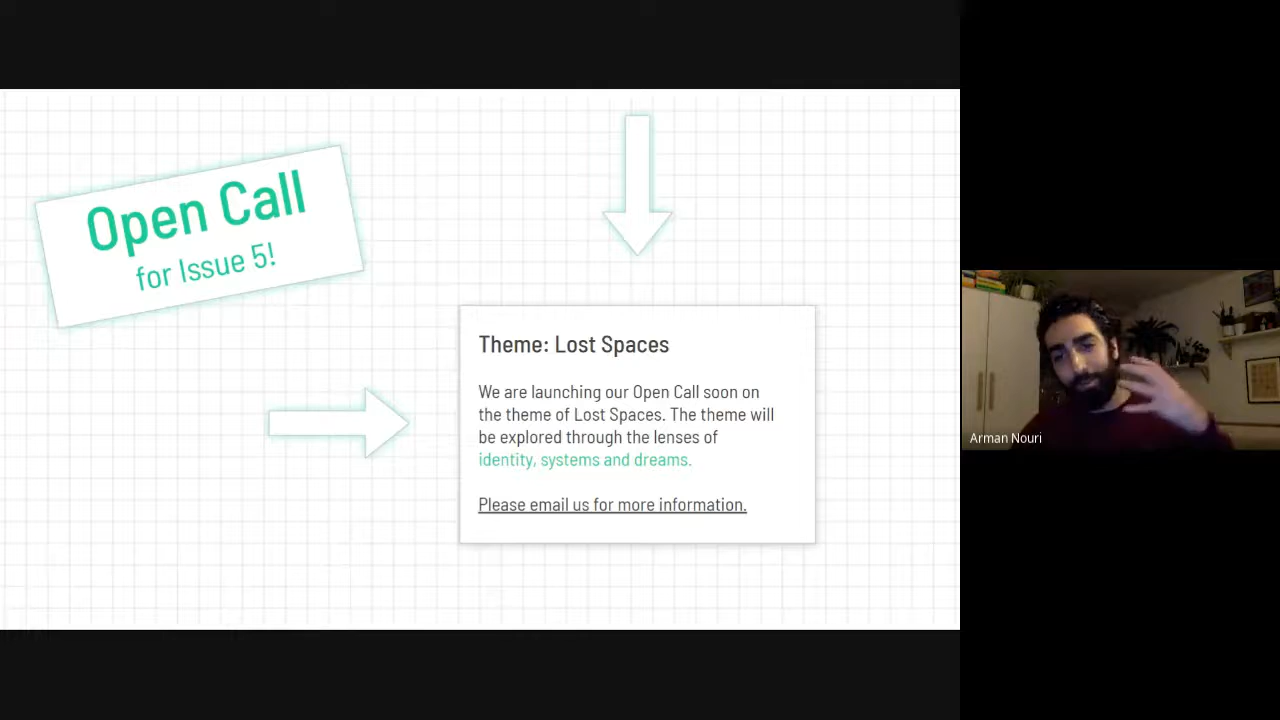 Open Call
for Issue 5!
Theme: Lost Spaces
We are launching our Open Call soon on
the theme of Lost Spaces. The theme will
be explored through the lenses of
identity, systems and dreams.
Please email us for more information.
Arman Nouri